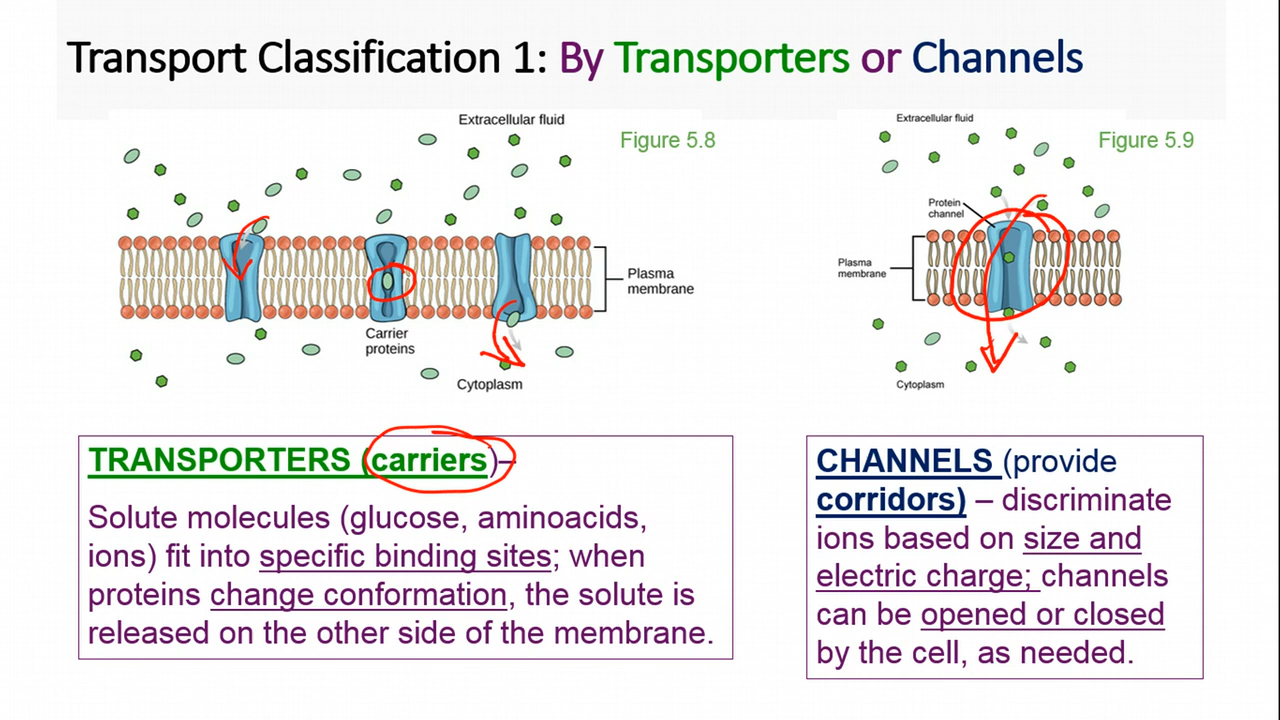 Transport Classification 1: By Transporters or Channels
Extracellular fluid
Figure 5.8
Plasma
membrane
Carrier
proteins
Cytoplasm
Extracellular fluid
Figure 5.9
Protein
channel
Plasma
membrane
Cytoplasm
TRANSPORTERS (carriers)–
Solute molecules (glucose, aminoacids,
ions) fit into specific binding sites; when
proteins change conformation, the solute is
released on the other side of the membrane.
CHANNELS (provide
corridors) – discriminate
ions based on size and
electric charge; channels
can be opened or closed
by the cell, as needed.